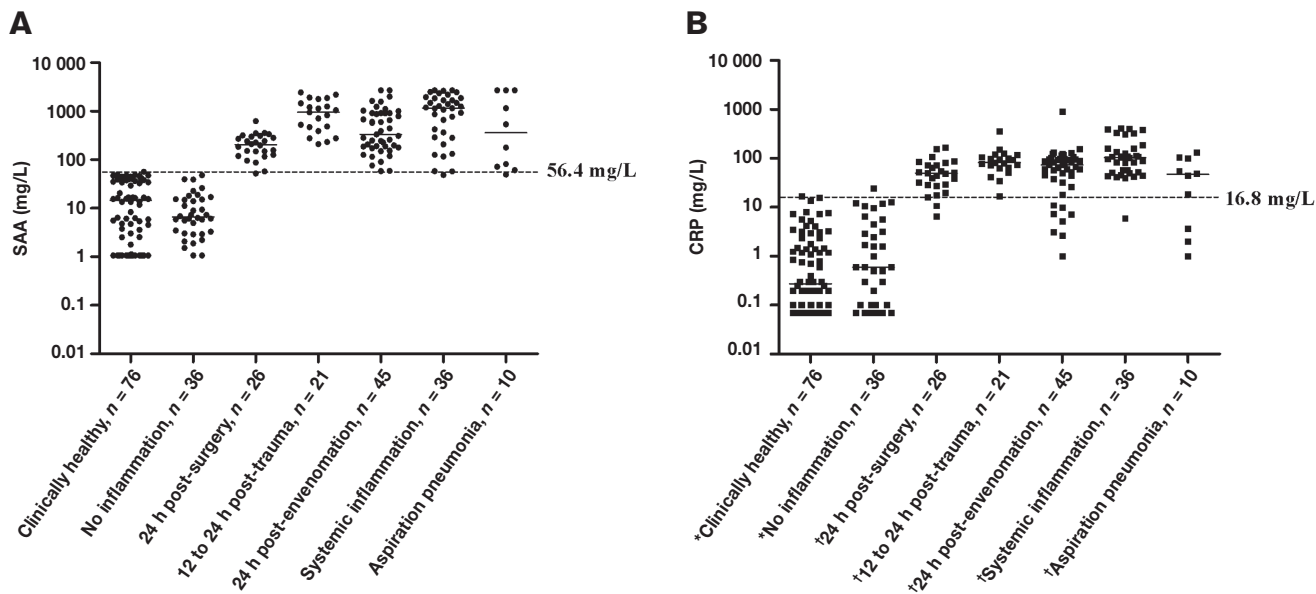 A
10 000
1000
100
10
1
0.1
0.01
SAA (mg/L)
56.4 mg/L
Clinically healthy, n = 76
No inflammation, n = 36
24 h post-surgery, n = 26
12 to 24 h post-trauma, n = 21
24 h post-envenomation, n = 45
Systemic inflammation, n = 36
Aspiration pneumonia, n = 10
B
10 000
1000
100
10
1
0.1
0.01
CRP (mg/L)
16.8 mg/L
*Clinically healthy, n = 76
*No inflammation, n = 36
†24 h post-surgery, n = 26
†12 to 24 h post-trauma, n = 21
†24 h post-envenomation, n = 45
†Systemic inflammation, n = 36
†Aspiration pneumonia, n = 10